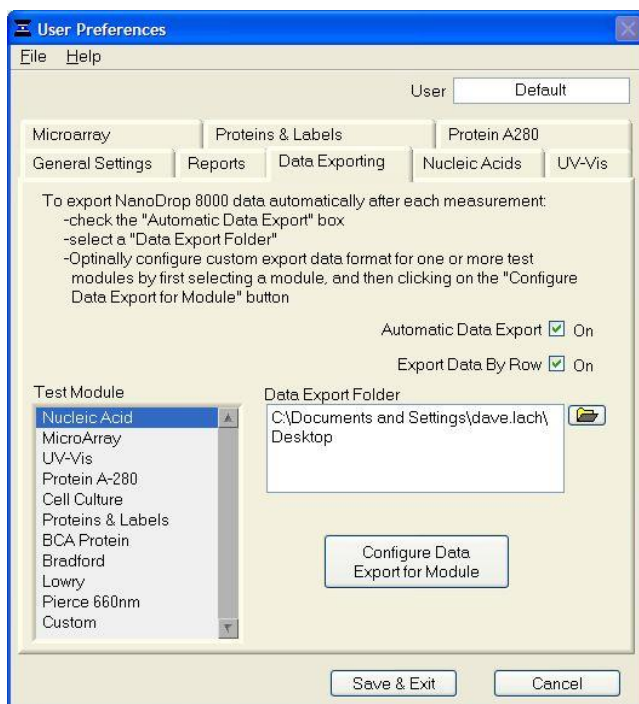 User Preferences
File Help
User Default
Microarray Proteins & Labels Protein A280
General Settings Reports Data Exporting Nucleic Acids UV-Vis
To export NanoDrop 8000 data automatically after each measurement:
-check the "Automatic Data Export" box
-select a "Data Export Folder"
-Optinally configure custom export data format for one or more test
modules by first selecting a module, and then clicking on the "Configure
Data Export for Module" button
Automatic Data Export On
Export Data By Row On
Test Module
Nucleic Acid
MicroArray
UV-Vis
Protein A-280
Cell Culture
Proteins & Labels
BCA Protein
Bradford
Lowry
Pierce 660nm
Custom
Data Export Folder
C:\Documents and Settings\dave.lach\
Desktop
Configure Data
Export for Module
Save & Exit Cancel